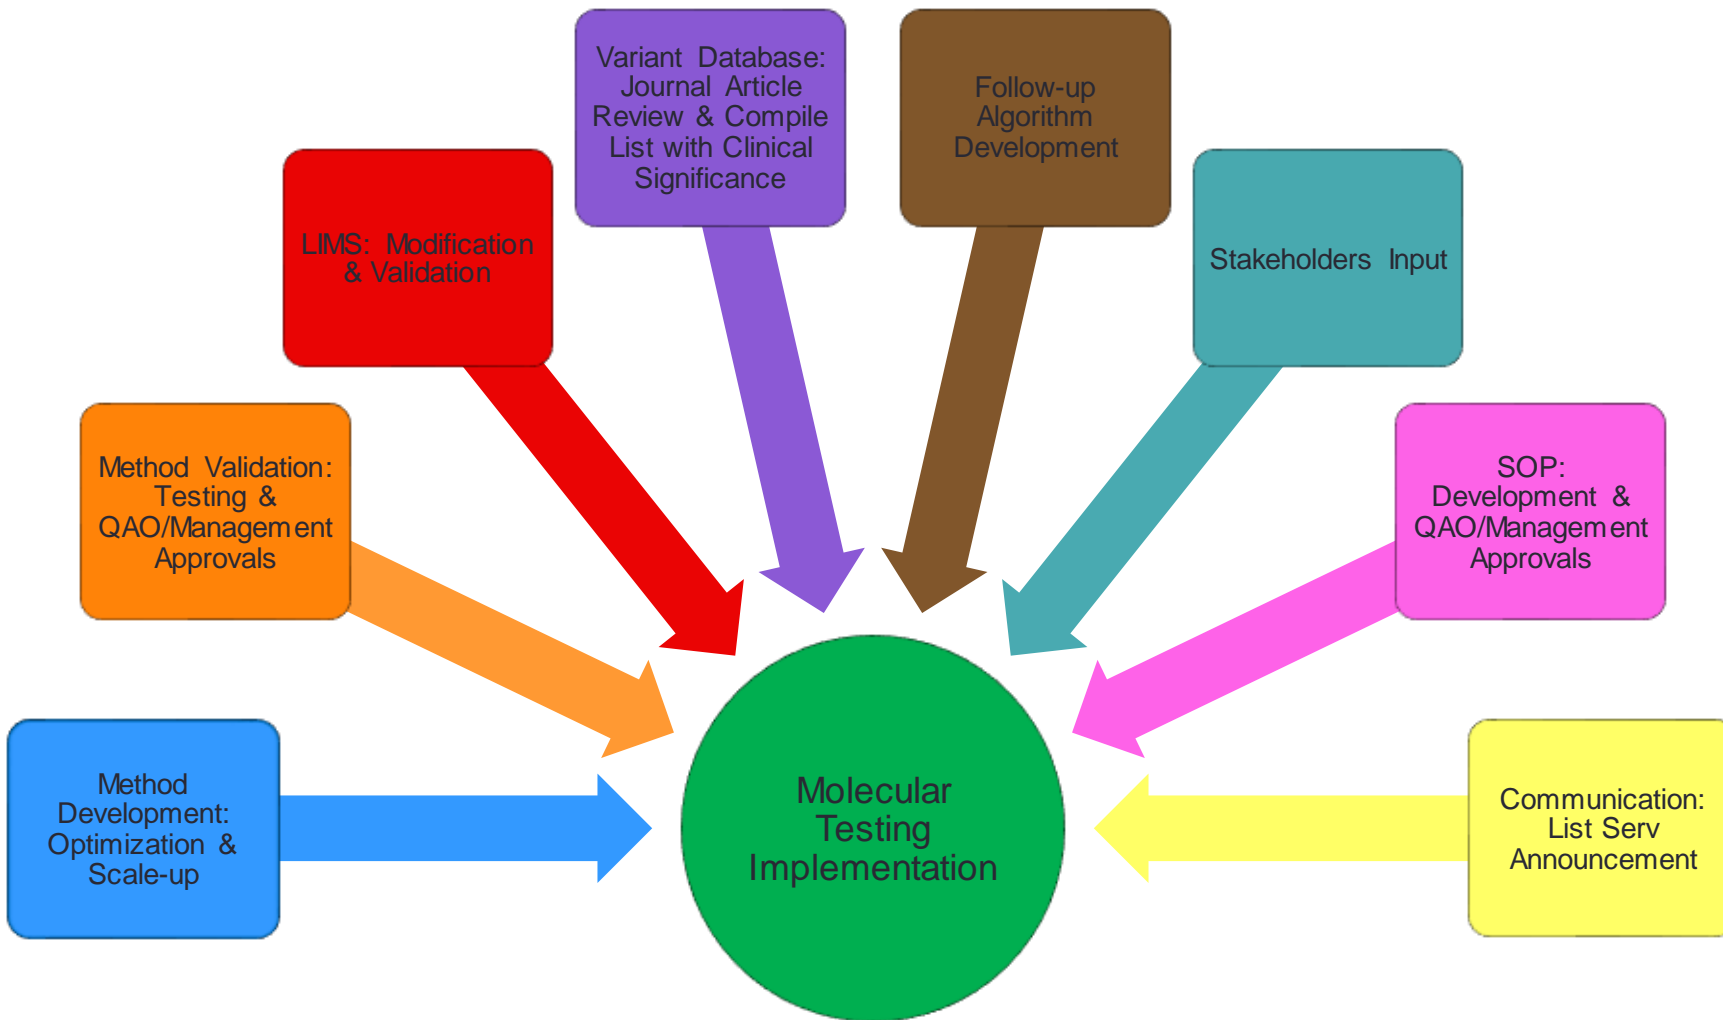 Variant Database:
Journal Article
Review & Compile
List with Clinical
Significance
Follow-up
Algorithm
Development
LIMS: Modification
& Validation
Stakeholders Input
Method Validation:
Testing &
QAO/Management
Approvals
SOP:
Development &
QAO/Management
Approvals
Method
Development:
Optimization &
Scale-up
Molecular
Testing
Implementation
Communication:
List Serv
Announcement